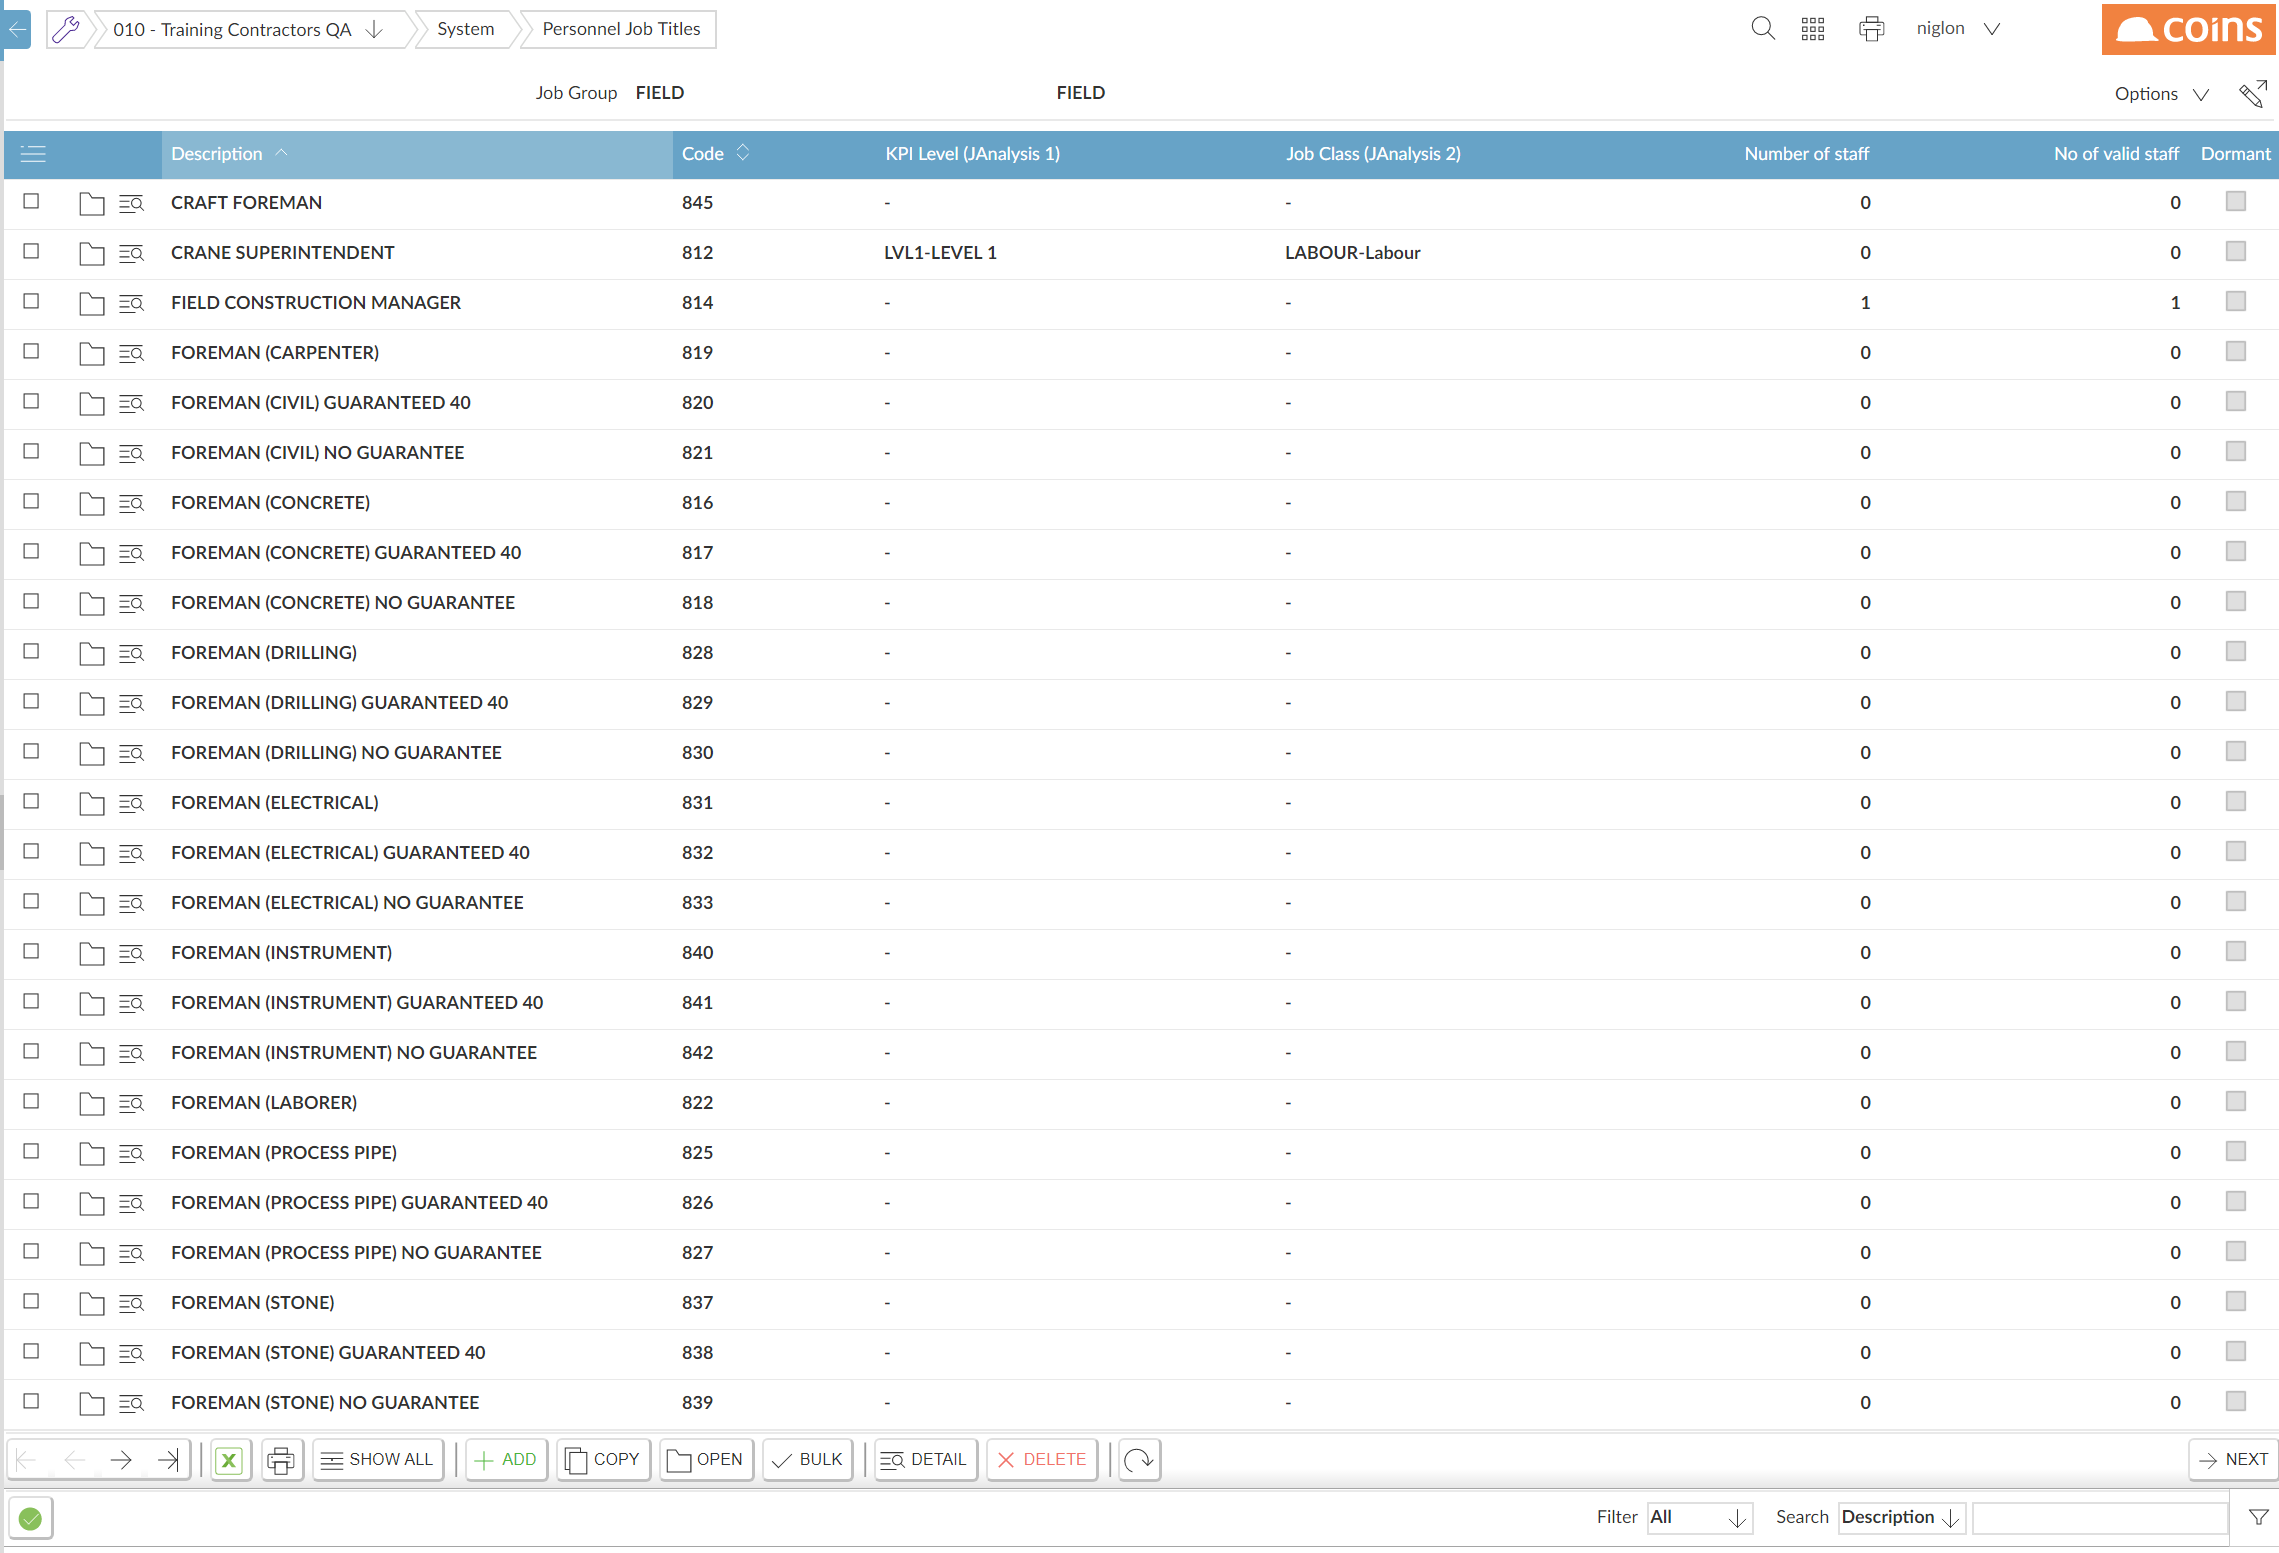 010 - Training Contractors QA
System
Personnel Job Titles
niglon
coins
Job Group FIELD FIELD
Options
Description Code KPI Level (JAnalysis 1) Job Class (JAnalysis 2) Number of staff No of valid staff Dormant
CRAFT FOREMAN 845 - - 0 0
CRANE SUPERINTENDENT 812 LVL1-LEVEL 1 LABOUR-Labour 0 0
FIELD CONSTRUCTION MANAGER 814 - - 1 1
FOREMAN (CARPENTER) 819 - - 0 0
FOREMAN (CIVIL) GUARANTEED 40 820 - - 0 0
FOREMAN (CIVIL) NO GUARANTEE 821 - - 0 0
FOREMAN (CONCRETE) 816 - - 0 0
FOREMAN (CONCRETE) GUARANTEED 40 817 - - 0 0
FOREMAN (CONCRETE) NO GUARANTEE 818 - - 0 0
FOREMAN (DRILLING) 828 - - 0 0
FOREMAN (DRILLING) GUARANTEED 40 829 - - 0 0
FOREMAN (DRILLING) NO GUARANTEE 830 - - 0 0
FOREMAN (ELECTRICAL) 831 - - 0 0
FOREMAN (ELECTRICAL) GUARANTEED 40 832 - - 0 0
FOREMAN (ELECTRICAL) NO GUARANTEE 833 - - 0 0
FOREMAN (INSTRUMENT) 840 - - 0 0
FOREMAN (INSTRUMENT) GUARANTEED 40 841 - - 0 0
FOREMAN (INSTRUMENT) NO GUARANTEE 842 - - 0 0
FOREMAN (LABORER) 822 - - 0 0
FOREMAN (PROCESS PIPE) 825 - - 0 0
FOREMAN (PROCESS PIPE) GUARANTEED 40 826 - - 0 0
FOREMAN (PROCESS PIPE) NO GUARANTEE 827 - - 0 0
FOREMAN (STONE) 837 - - 0 0
FOREMAN (STONE) GUARANTEED 40 838 - - 0 0
FOREMAN (STONE) NO GUARANTEE 839 - - 0 0
X SHOW ALL ADD COPY OPEN BULK DETAIL DELETE NEXT
Filter All Search Description